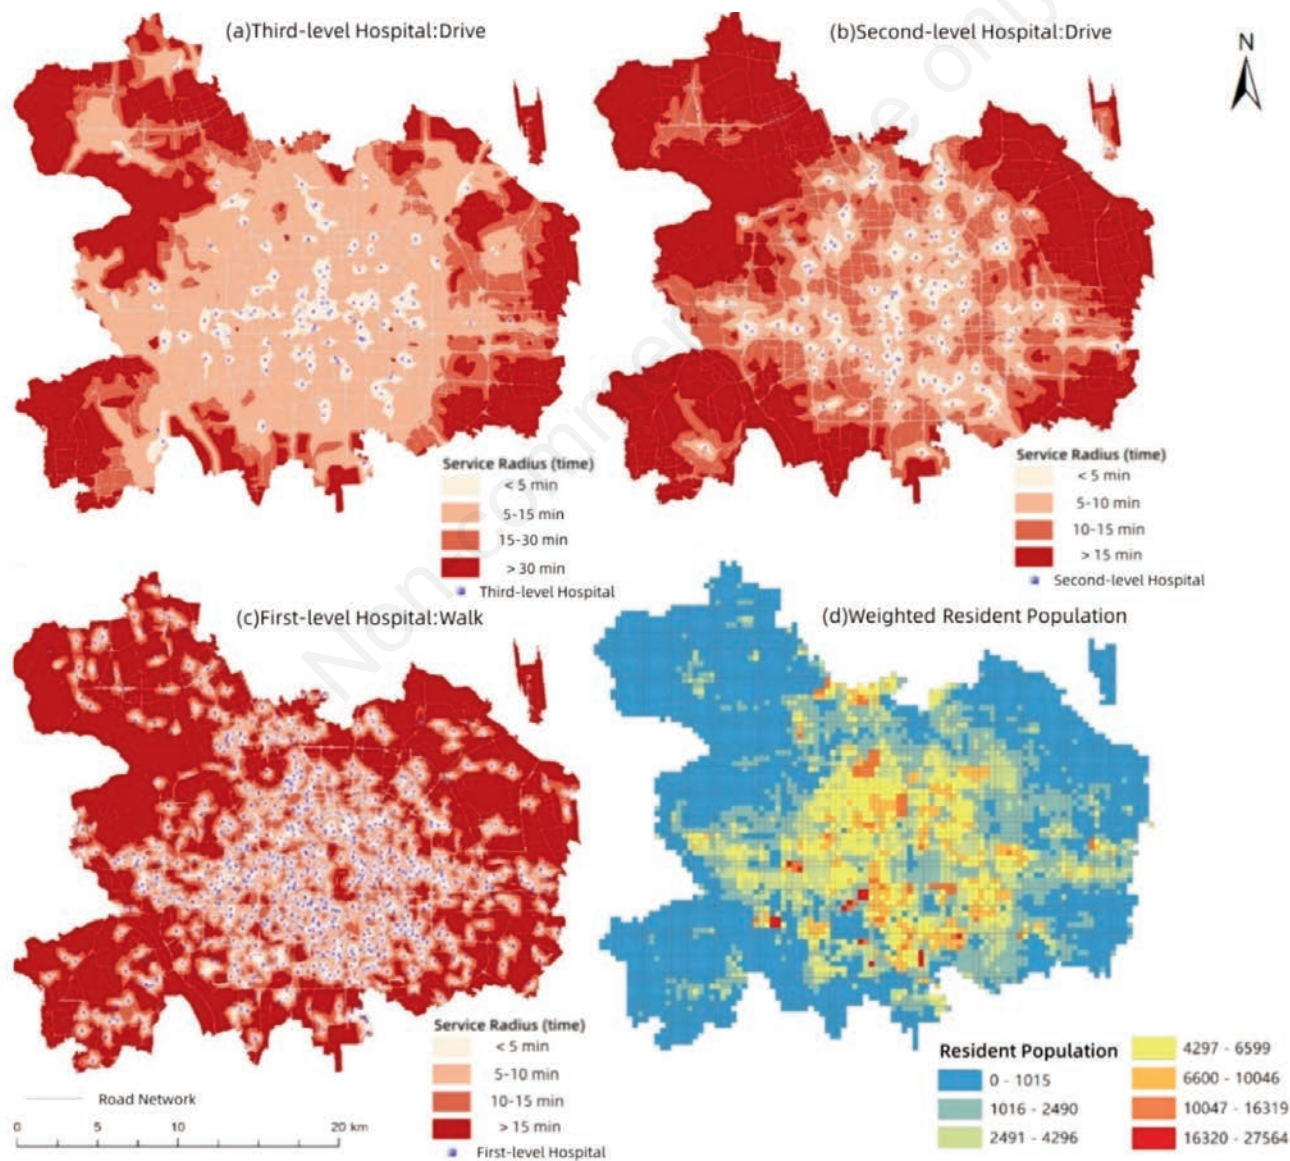 (a)Third-level Hospital:Drive
(b)Second-level Hospital:Drive
N
Service Radius (time)
< 5 min
5-15 min
15-30 min
> 30 min
Third-level Hospital
Service Radius (time)
< 5 min
5-10 min
10-15 min
> 15 min
Second-level Hospital
(c)First-level Hospital:Walk
(d)Weighted Resident Population
Service Radius (time)
< 5 min
5-10 min
10-15 min
> 15 min
First-level Hospital
Road Network
0 5 10 20 km
Resident Population
0 - 1015
1016 - 2490
2491 - 4296
4297 - 6599
6600 - 10046
10047 - 16319
16320 - 27564
Non commer
e only